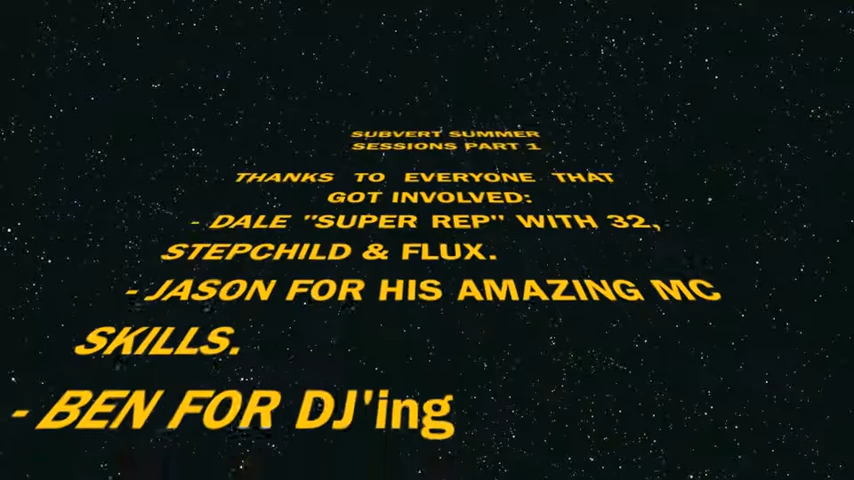 SUBVERT SUMMER
SESSIONS PART 1
THANKS TO EVERYONE THAT
GOT INVOLVED:
- DALE "SUPER REP" WITH 32,
STEPCHILD & FLUX.
- JASON FOR HIS AMAZING MC
SKILLS.
- BEN FOR DJ'ing